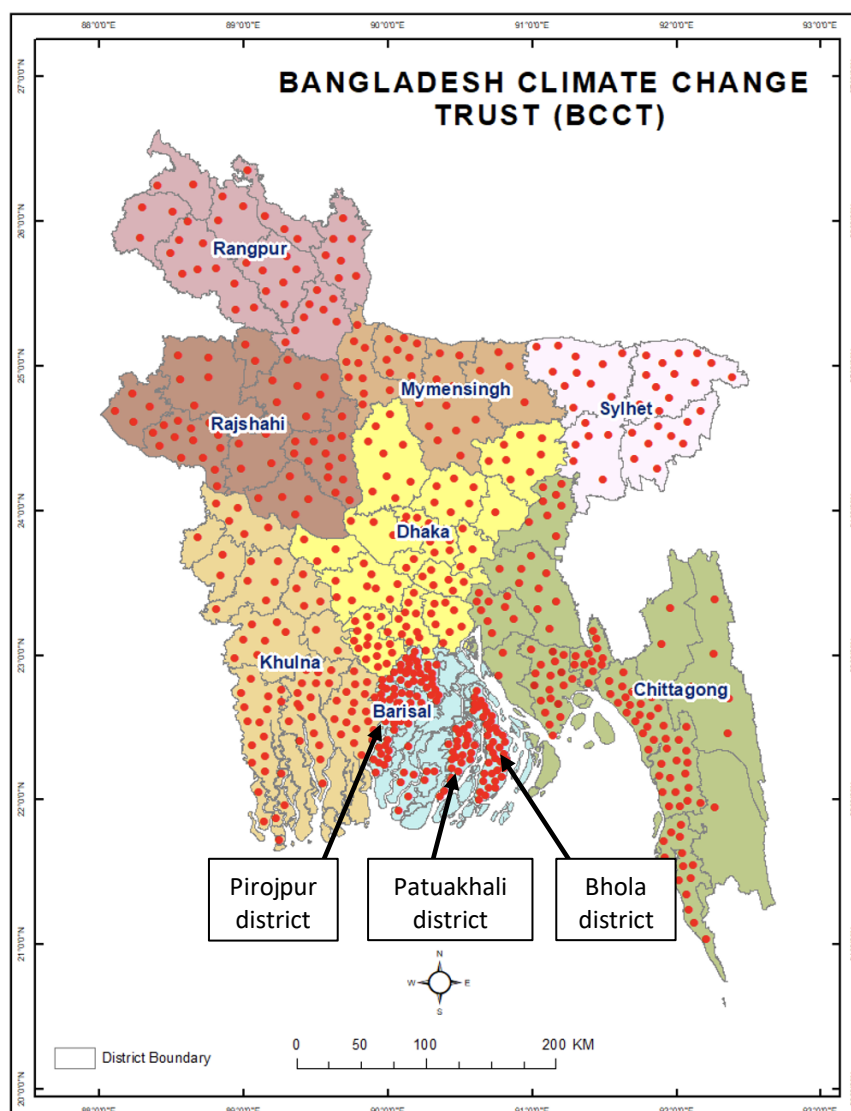 88°0'0"E 89°0'0"E 90°0'0"E 91°0'0"E 92°0'0"E 93°0'0"E
27°0'0"N
BANGLADESH CLIMATE CHANGE
TRUST (BCCT)
26°0'0"N
Rangpur
25°0'0"N
Mymensingh
Sylhet
Rajshahi
24°0'0"N
Dhaka
23°0'0"N
Khulna
Chittagong
Barisal
22°0'0"N
Pirojpur
district
Patuakhali
district
Bhola
district
21°0'0"N
N
W E
S
District Boundary
0 50 100 200 KM
20°0'0"N